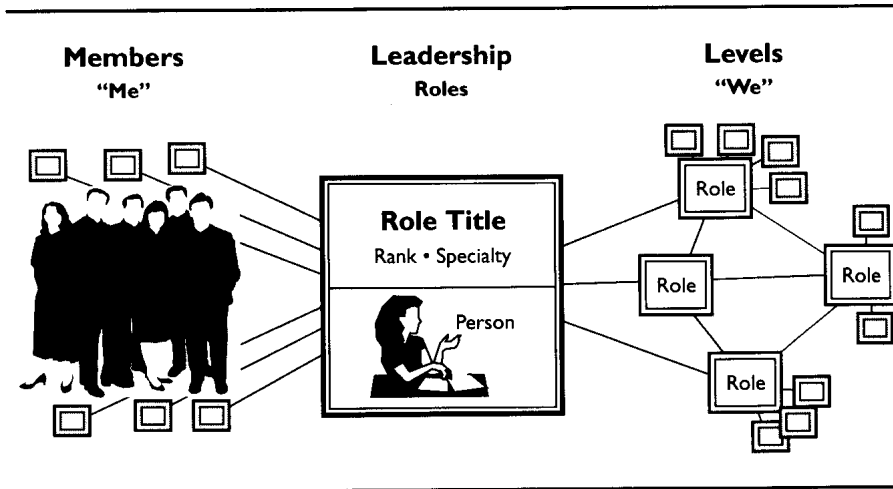 Members
“Me”
Leadership
Roles
Levels
“We”
Role Title
Rank • Specialty
Person
Role
Role
Role
Role